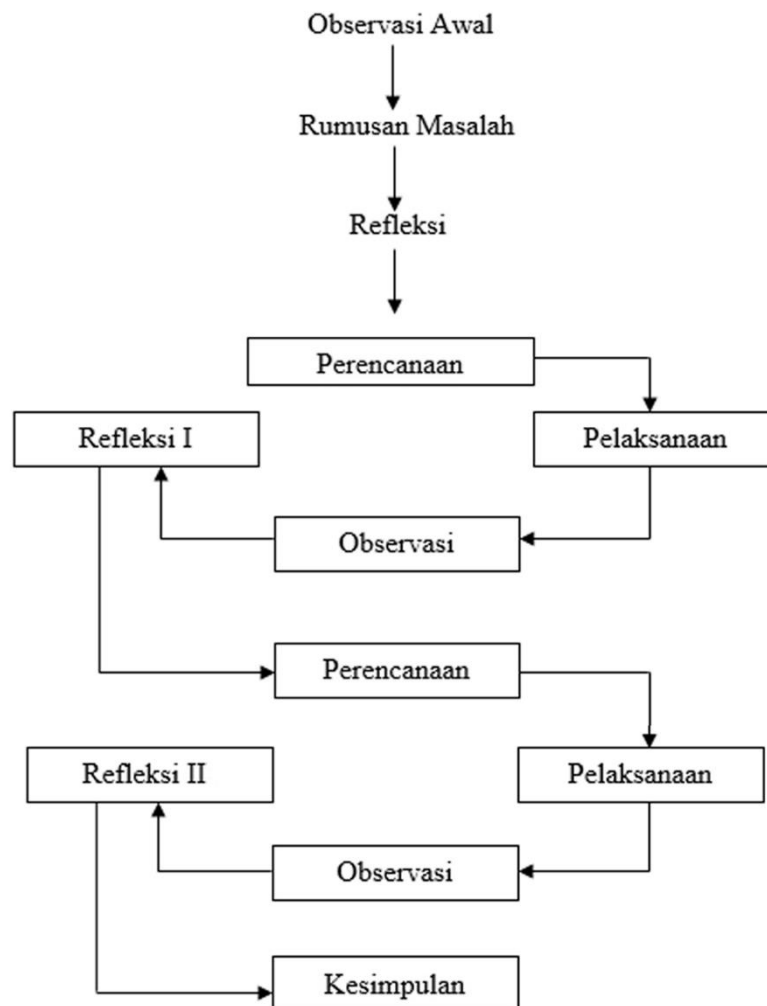 Observasi Awal
Rumusan Masalah
Refleksi
Perencanaan
Pelaksanaan
Observasi
Refleksi I
Perencanaan
Pelaksanaan
Observasi
Refleksi II
Kesimpulan